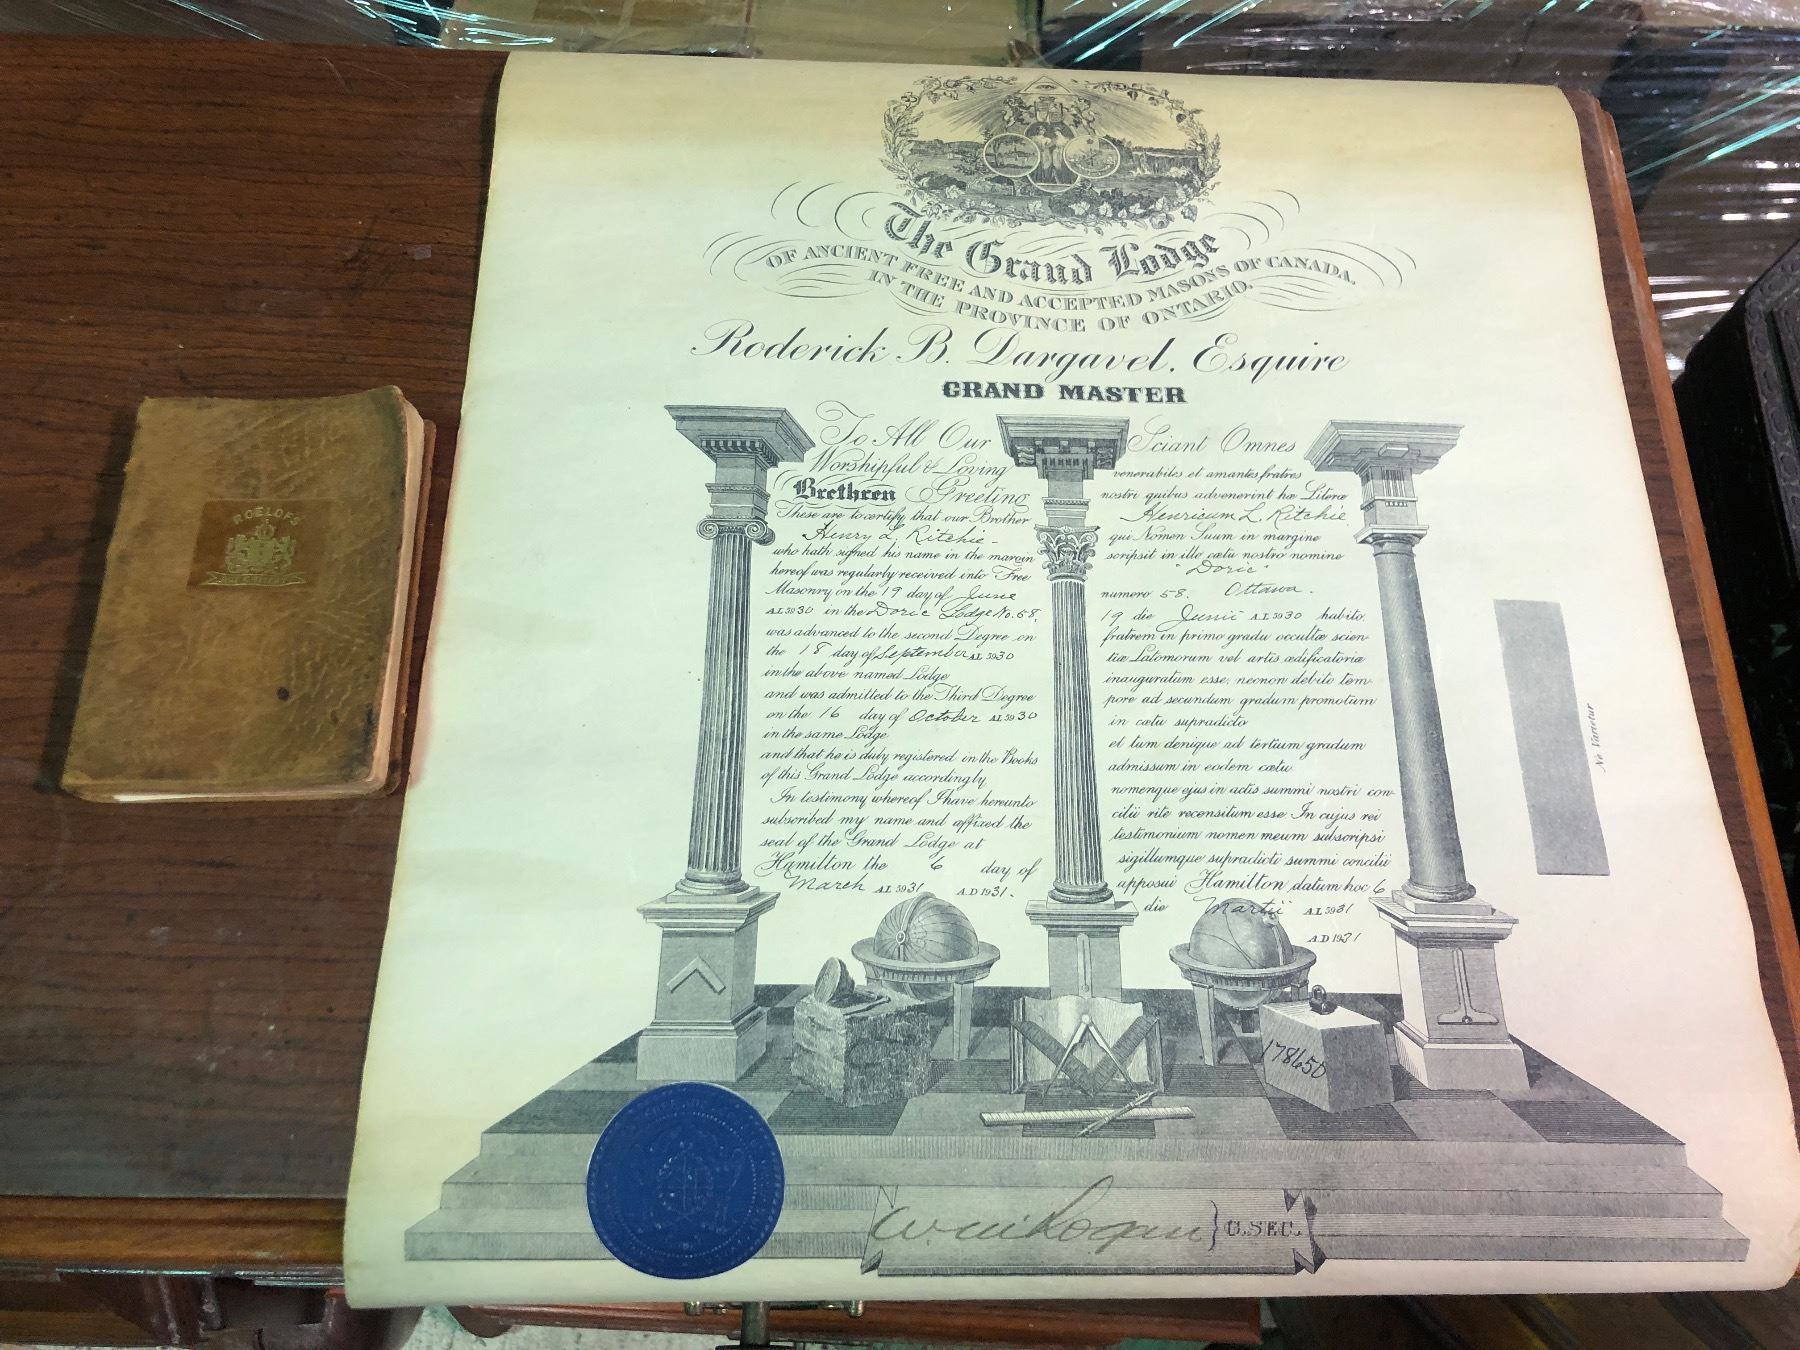 ROELOFS
The Grand Lodge
OF ANCIENT FREE AND ACCEPTED MASONS OF CANADA,
IN THE PROVINCE OF ONTARIO.
Roderick B. Dargavel, Esquire
GRAND MASTER
To All Our
Worshipful & Loving
Brethren Greeting
These are to certify that our Brother
Henry L. Ritchie -
who hath signed his name in the margin
hereof was regularly received into Free
Masonry on the 19 day of June
A.L 5930 in the Doric Lodge No. 58,
was advanced to the second Degree on
the 18 day of September A.L 5930
in the above named Lodge
and was admitted to the Third Degree
on the 16 day of October A.L 5930
in the same Lodge
and that he is duly registered in the Books
of this Grand Lodge accordingly
In testimony whereof I have hereunto
subscribed my name and affixed the
seal of the Grand Lodge at
Hamilton the 6 day of
March A.L 5931 A.D 1931.
Sciant Omnes
venerabiles et amantes fratres
nostri quibus advenerint hæ Literæ
Henricum L. Ritchie
qui Nomen Suum in margine
scripsit in illo cœtu nostro nomine
"Doric"
numero 58. Ottawa.
19 die Junii A.L 5930 habito,
fratrem in primo gradu occultæ scien-
tiæ Latomorum vel artis ædificatoriæ
inauguratum esse, necnon debito tem-
pore ad secundum gradum promotum
in cœtu supradicto
et tum denique ad tertium gradum
admissum in eodem cœtu
nomenque ejus in actis summi nostri con-
cilii rite recensitum esse In cujus rei
testimonium nomen meum subscripsi
sigillumque supradicti summi concilii
apposui Hamilton datum hoc 6
die Martii A.L 5931
A.D 1931
Ne Varietur
178650
G. SEC.